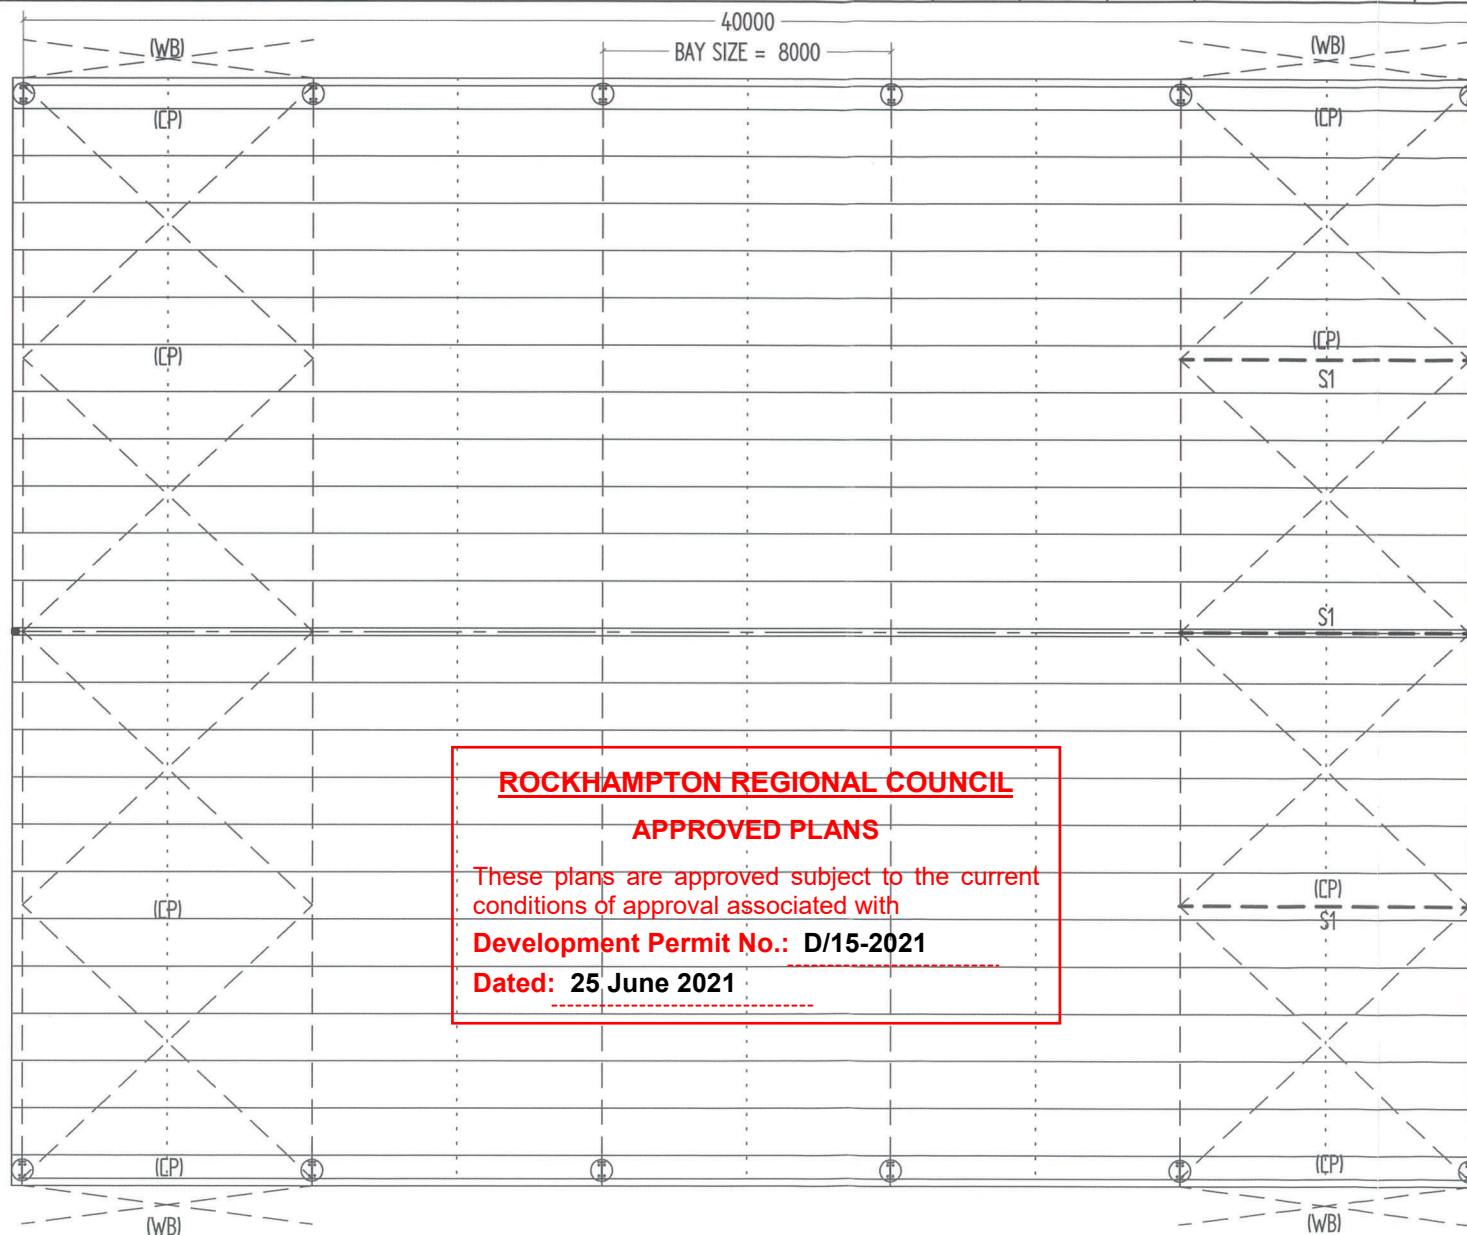 40000
BAY SIZE = 8000
(WB)
(WB)
(CP)
(CP)
(CP)
(CP)
S1
S1
(CP)
(CP)
S1
(CP)
(CP)
(WB)
(WB)
ROCKHAMPTON REGIONAL COUNCIL
APPROVED PLANS
These plans are approved subject to the current
conditions of approval associated with
Development Permit No.: D/15-2021
Dated: 25 June 2021